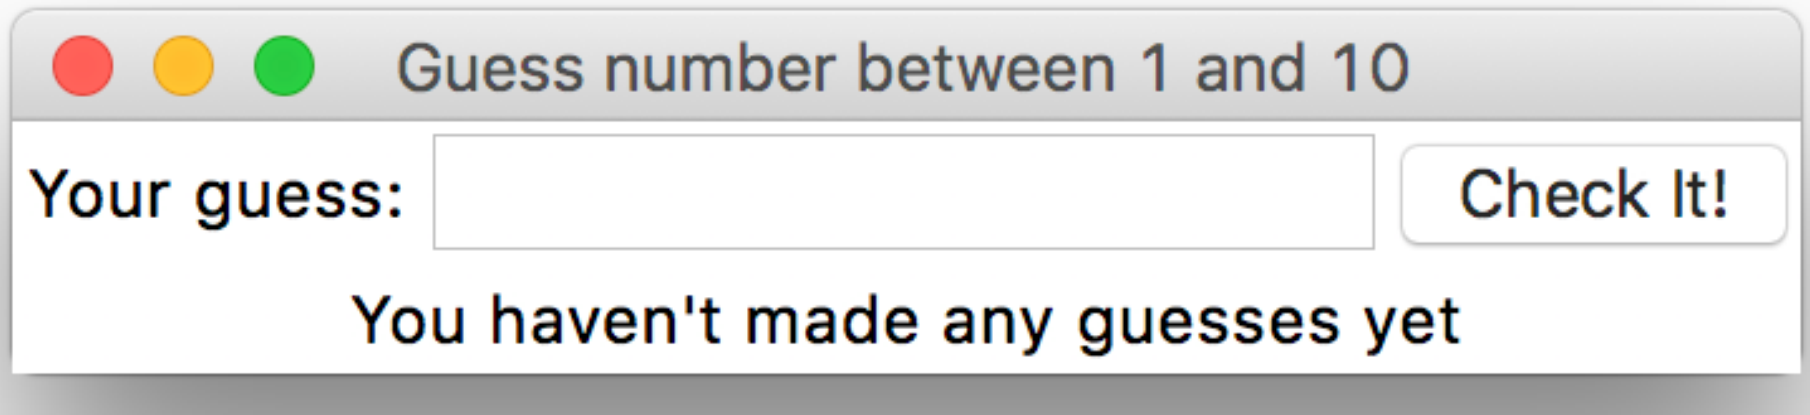 Guess number between 1 and 10
Your guess: Check It!
You haven't made any guesses yet